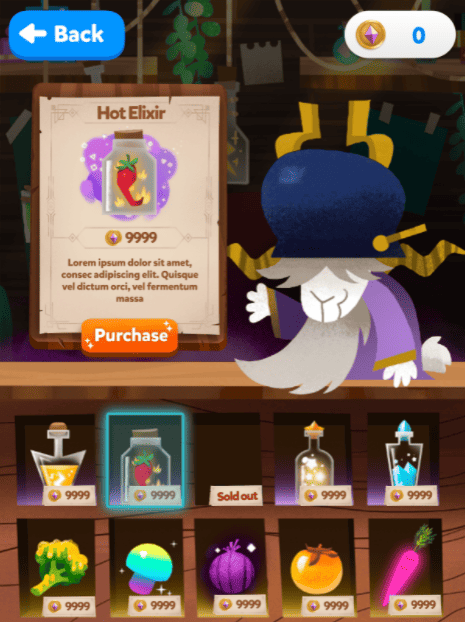 Back
0
Hot Elixir
9999
Lorem ipsum dolor sit amet,
consec adipiscing elit. Quisque
vel dictum orci, vel fermentum
massa
Purchase
9999
9999
Sold out
9999
9999
9999
9999
9999
9999
9999